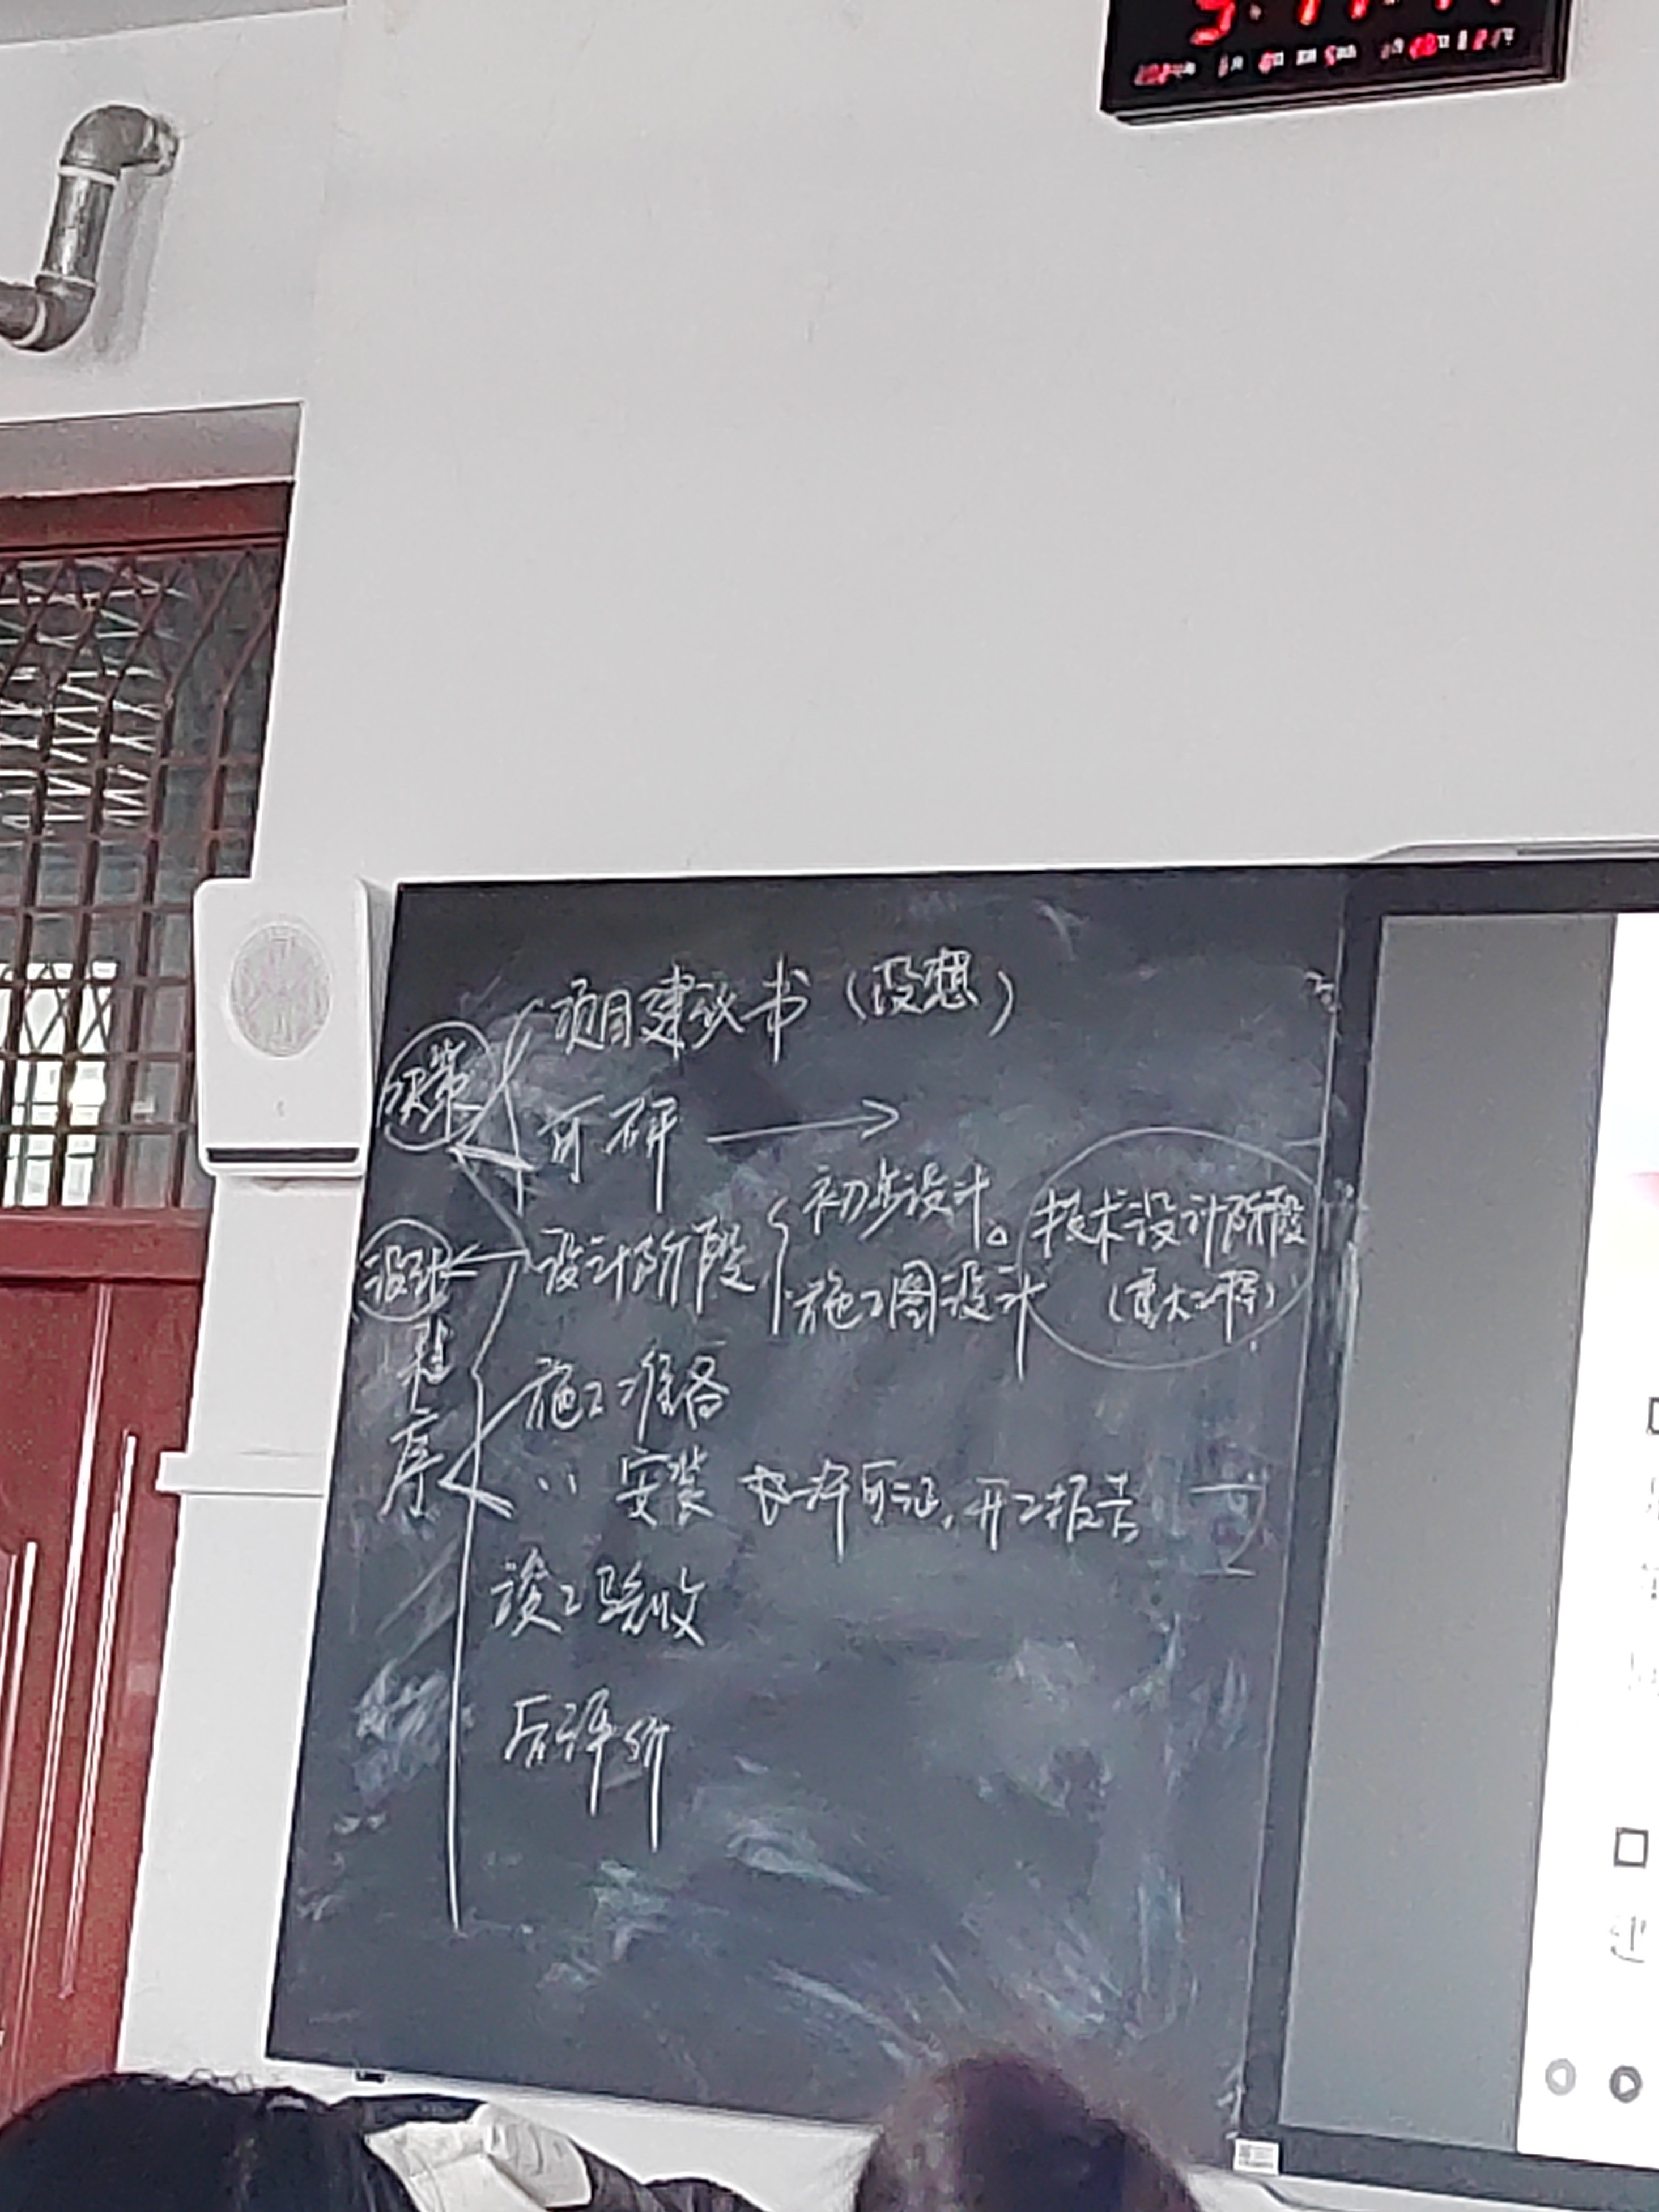 项目建议书（设想）
决策
可研
初步设计。技术设计阶段
设计
设计阶段
施工图设计
（重大工程）
程
施工准备
序
〃 安装 许可证，开工报告
竣工验收
后评价